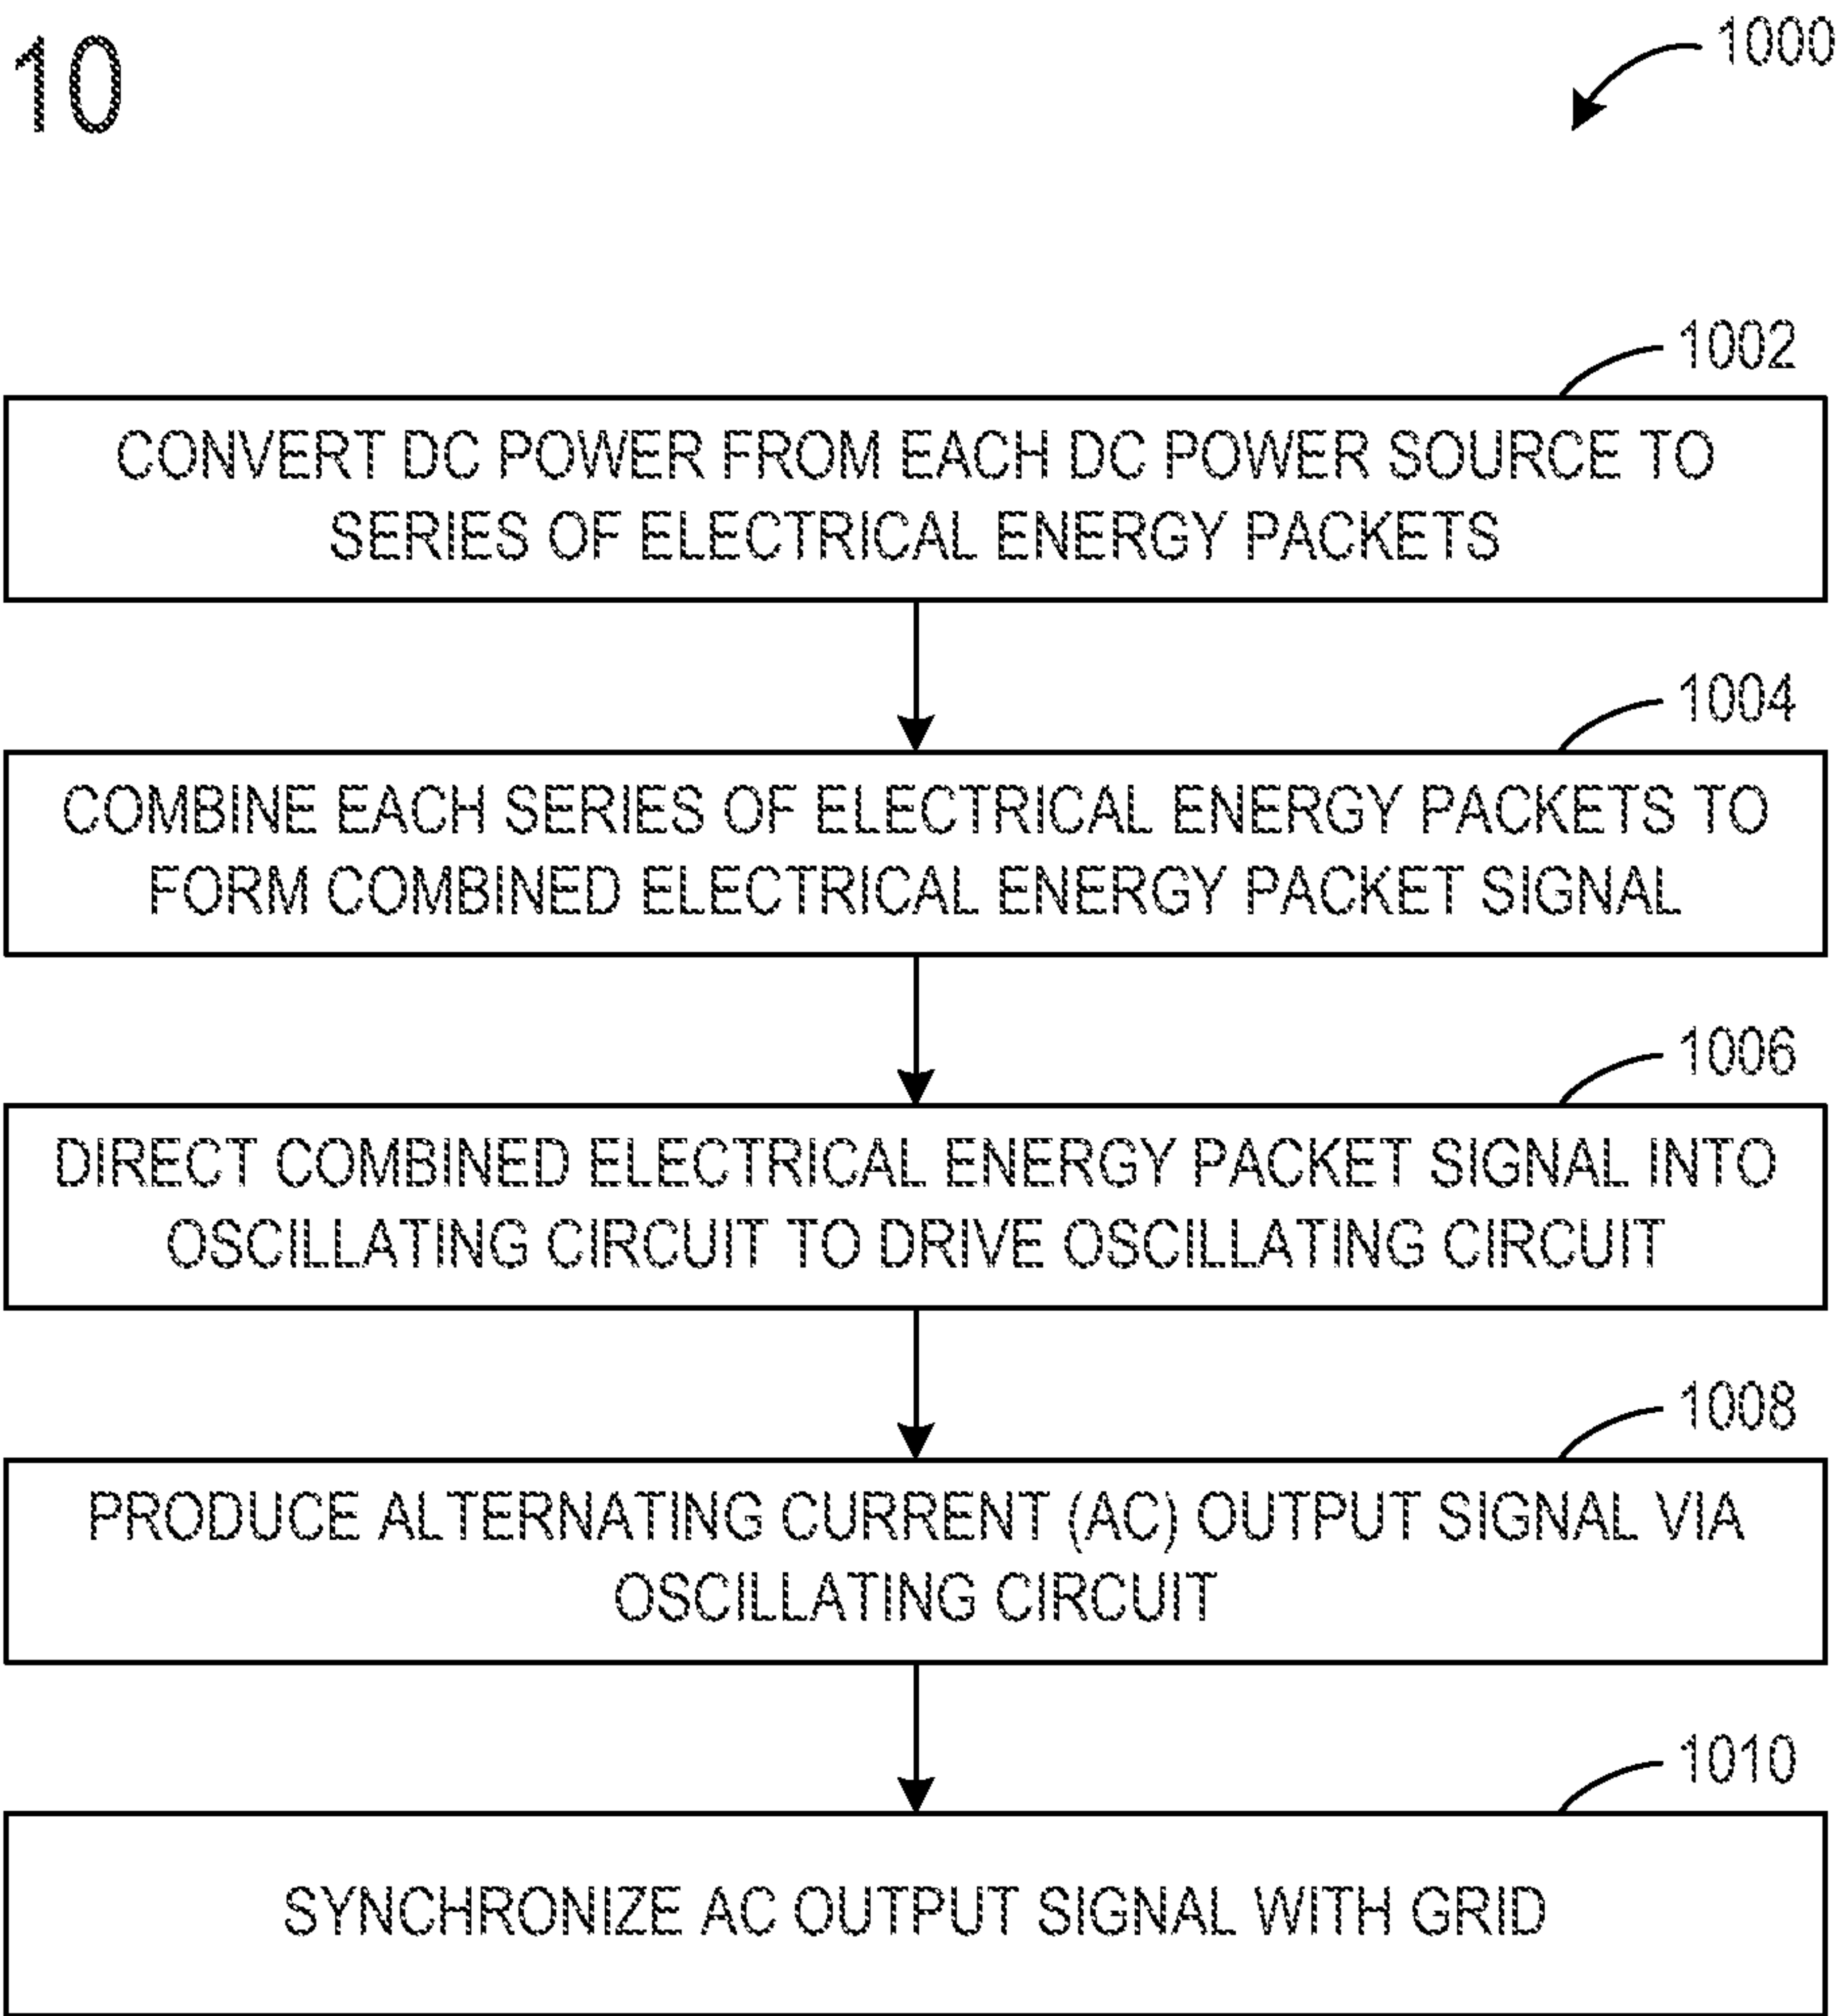 10
1000
1002
CONVERT DC POWER FROM EACH DC POWER SOURCE TO
SERIES OF ELECTRICAL ENERGY PACKETS
1004
COMBINE EACH SERIES OF ELECTRICAL ENERGY PACKETS TO
FORM COMBINED ELECTRICAL ENERGY PACKET SIGNAL
1006
DIRECT COMBINED ELECTRICAL ENERGY PACKET SIGNAL INTO
OSCILLATING CIRCUIT TO DRIVE OSCILLATING CIRCUIT
1008
PRODUCE ALTERNATING CURRENT (AC) OUTPUT SIGNAL VIA
OSCILLATING CIRCUIT
1010
SYNCHRONIZE AC OUTPUT SIGNAL WITH GRID